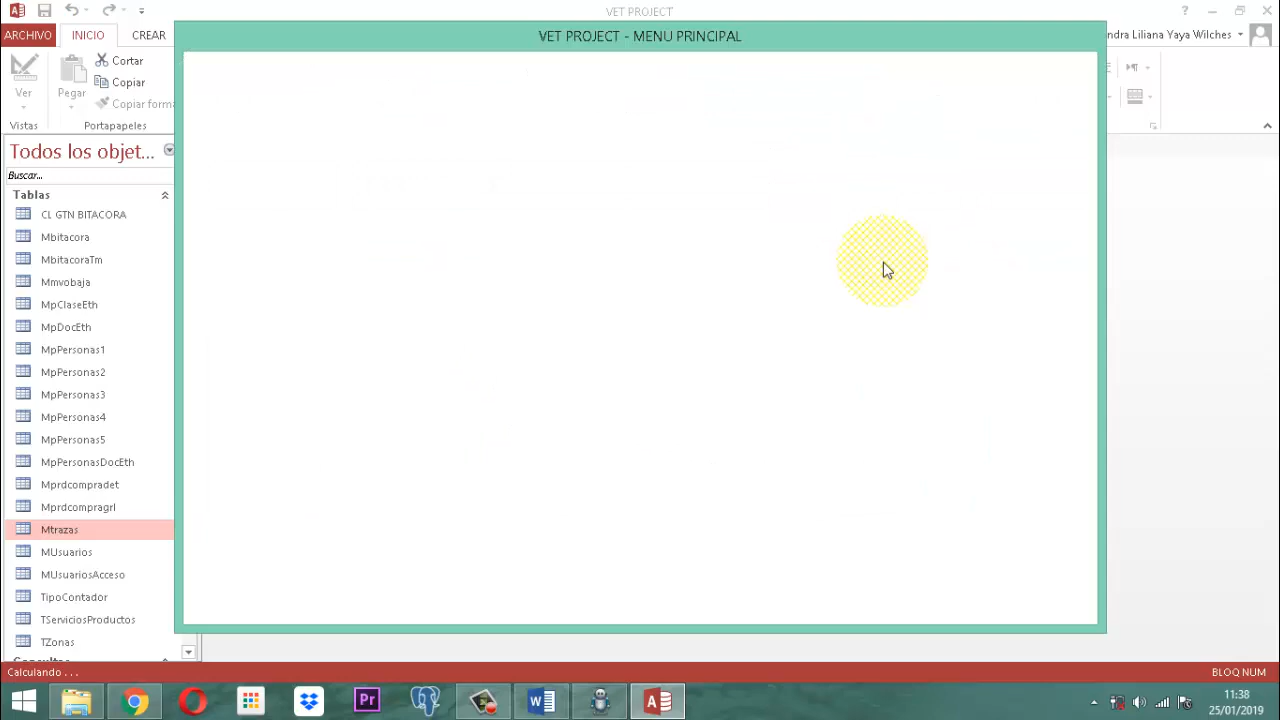 VET PROJECT
ARCHIVO INICIO CREAR ndra Liliana Yaya Wilches
VET PROJECT - MENU PRINCIPAL
Ver
Pegar
Cortar
Copiar
Copiar forma
Vistas Portapapeles
Todos los objet...
Buscar...
Tablas
CL GTN BITACORA
Mbitacora
MbitacoraTm
Mmvobaja
MpClaseEth
MpDocEth
MpPersonas1
MpPersonas2
MpPersonas3
MpPersonas4
MpPersonas5
MpPersonasDocEth
Mprdcompradet
Mprdcompragrl
Mtrazas
MUsuarios
MUsuariosAcceso
TipoContador
TServiciosProductos
TZonas
Calculando . . . BLOQ NUM
Pr
11:38
25/01/2019